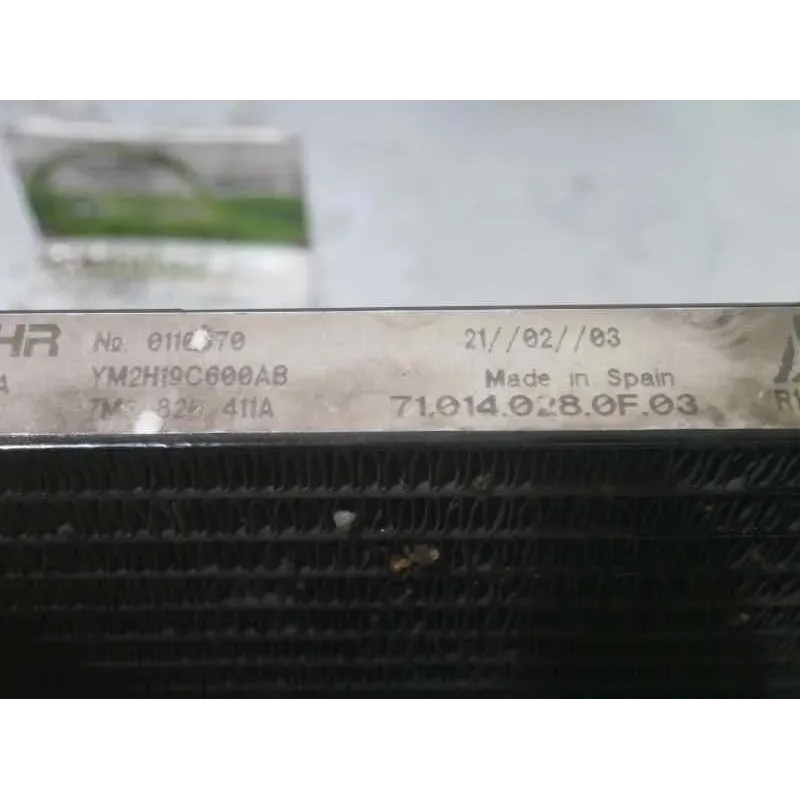 HR
No. 21//02//03
YM2H19C600AB Made in Spain
411A 71.014.028.0F.03